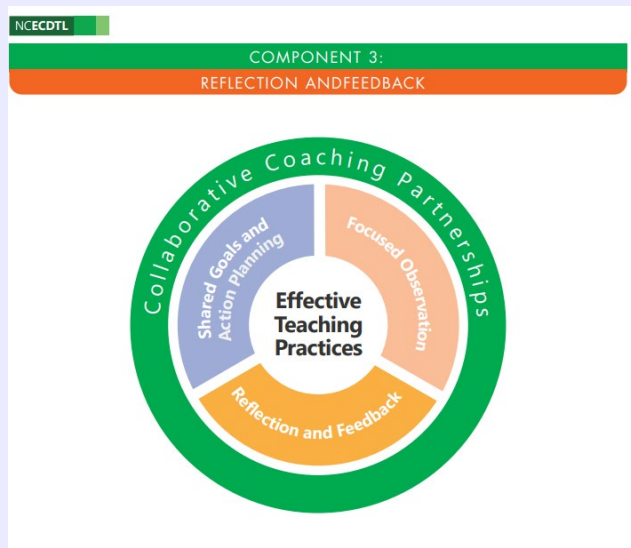 NCECDTL
COMPONENT 3:
REFLECTION ANDFEEDBACK
Collaborative Coaching Partnerships
Shared Goals and
Action Planning
Focused Observation
Effective
Teaching
Practices
Reflection and Feedback